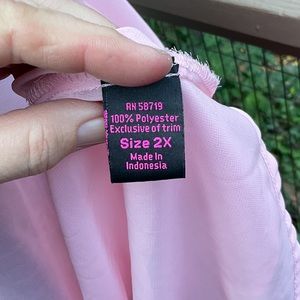 RN 58719
100% Polyester
Exclusive of trim
Size 2X
Made In
Indonesia